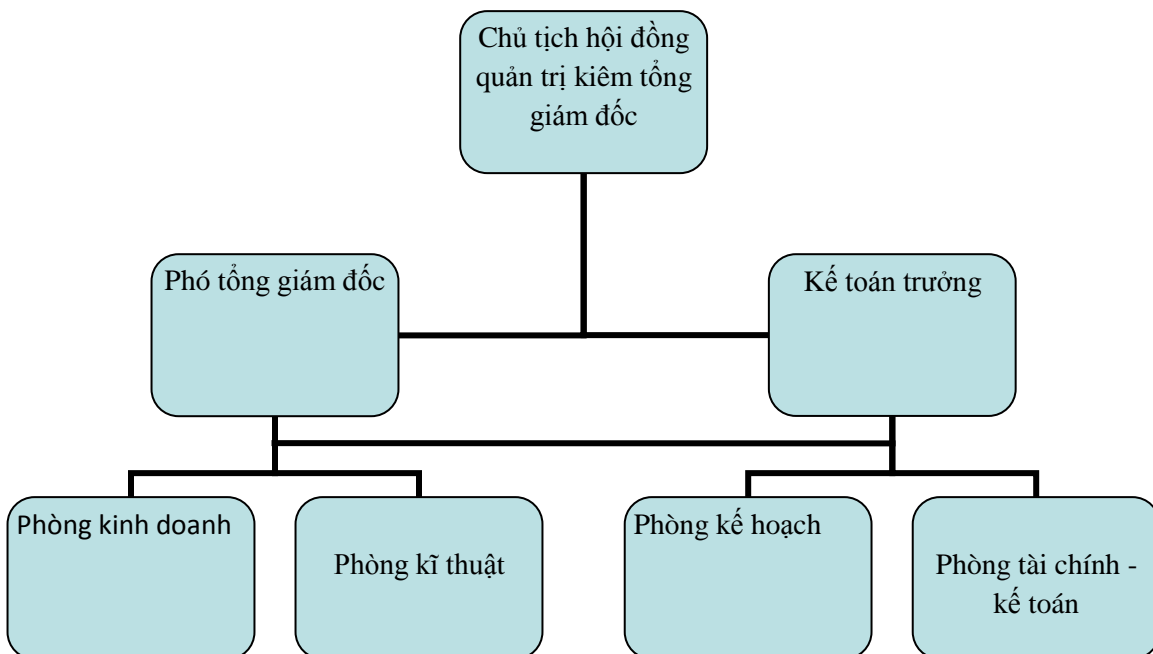 Chủ tịch hội đồng
quản trị kiêm tổng
giám đốc
Phó tổng giám đốc
Kế toán trưởng
Phòng kinh doanh
Phòng kĩ thuật
Phòng kế hoạch
Phòng tài chính -
kế toán